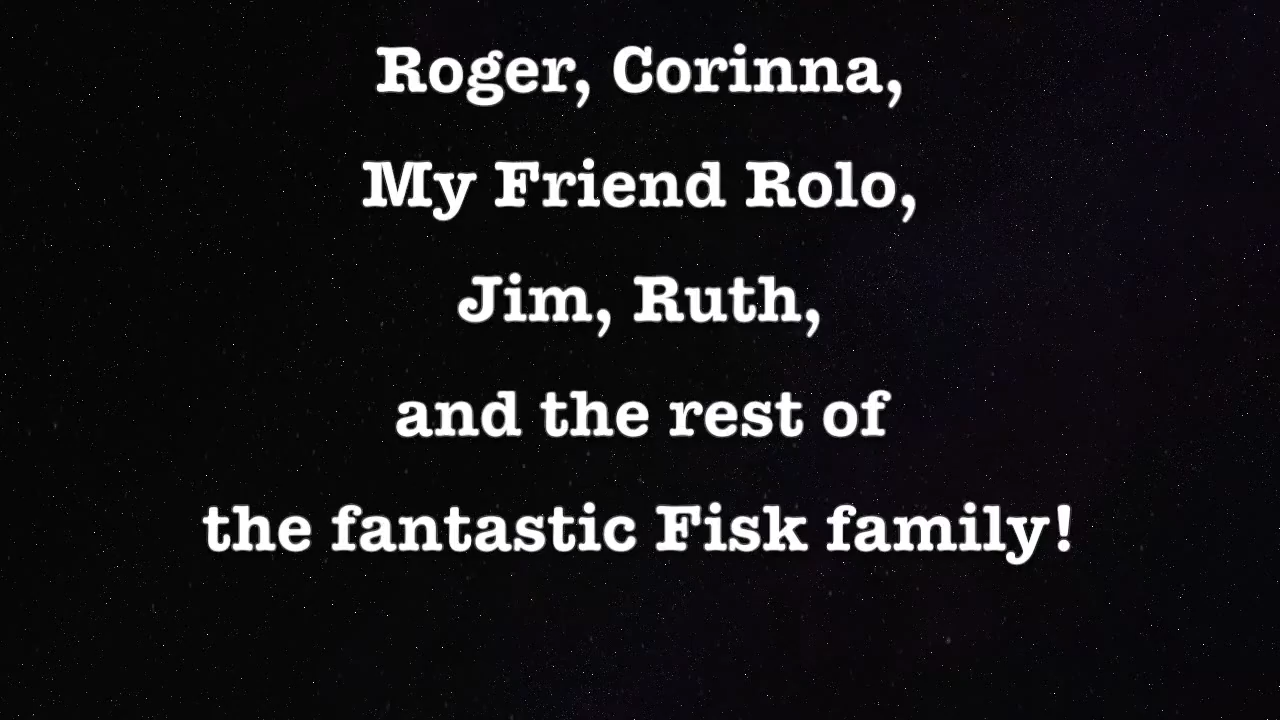 Roger, Corinna,
My Friend Rolo,
Jim, Ruth,
and the rest of
the fantastic Fisk family!